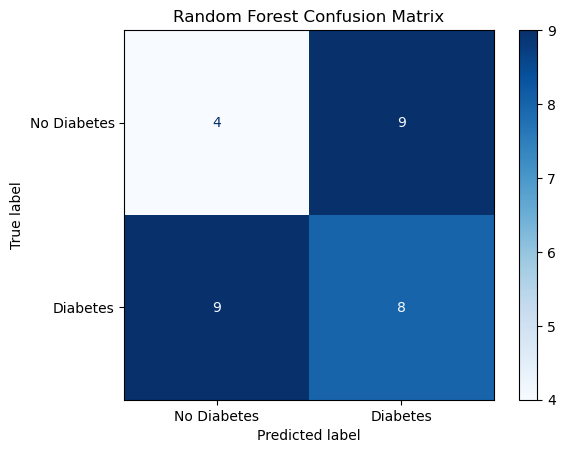 Random Forest Confusion Matrix
True label
No Diabetes
4
9
Diabetes
9
8
No Diabetes
Diabetes
Predicted label
9
8
7
6
5
4